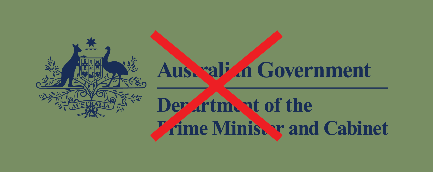 Australian Government
Department of the
Prime Minister and Cabinet